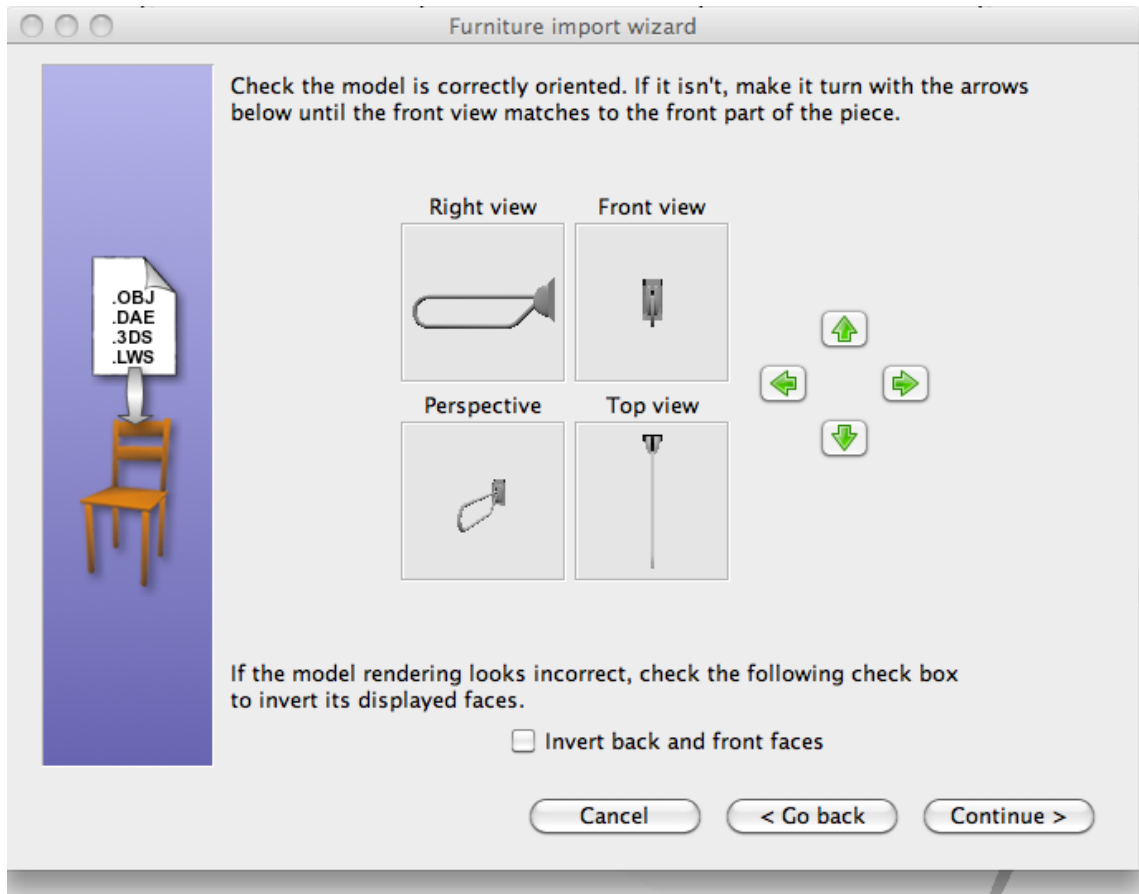 Furniture import wizard
Check the model is correctly oriented. If it isn't, make it turn with the arrows
below until the front view matches to the front part of the piece.
Right view
Front view
.OBJ
.DAE
.3DS
.LWS
Perspective
Top view
If the model rendering looks incorrect, check the following check box
to invert its displayed faces.
Invert back and front faces
Cancel
< Go back
Continue >